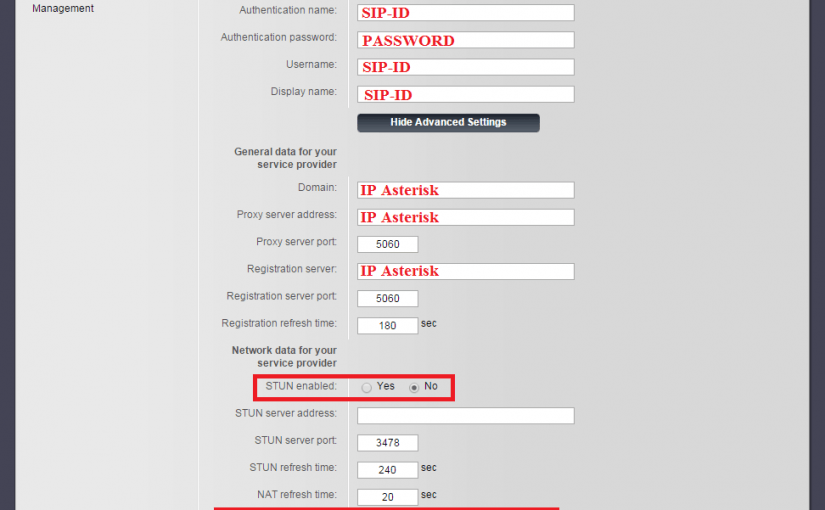 Management
Authentication name: SIP-ID
Authentication password: PASSWORD
Username: SIP-ID
Display name: SIP-ID
Hide Advanced Settings
General data for your
service provider
Domain: IP Asterisk
Proxy server address: IP Asterisk
Proxy server port: 5060
Registration server: IP Asterisk
Registration server port: 5060
Registration refresh time: 180 sec
Network data for your
service provider
STUN enabled: Yes No
STUN server address:
STUN server port: 3478
STUN refresh time: 240 sec
NAT refresh time: 20 sec